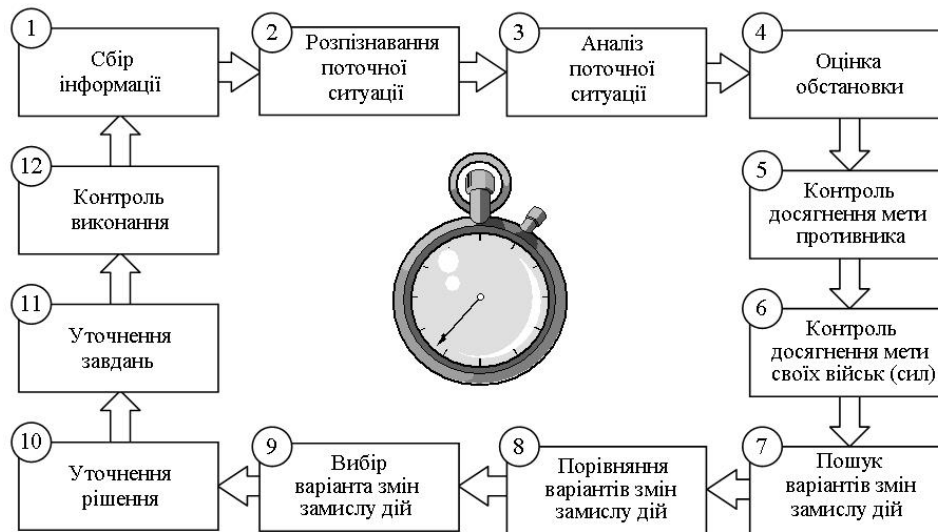 1
Сбір
інформації
2
Розпізнавання
поточної
ситуації
3
Аналіз
поточної
ситуації
4
Оцінка
обстановки
5
Контроль
досягнення мети
противника
6
Контроль
досягнення мети
своїх військ (сил)
7
Пошук
варіантів змін
замислу дій
8
Порівняння
варіантів змін
замислу дій
9
Вибір
варіанта змін
замислу дій
10
Уточнення
рішення
11
Уточнення
завдань
12
Контроль
виконання